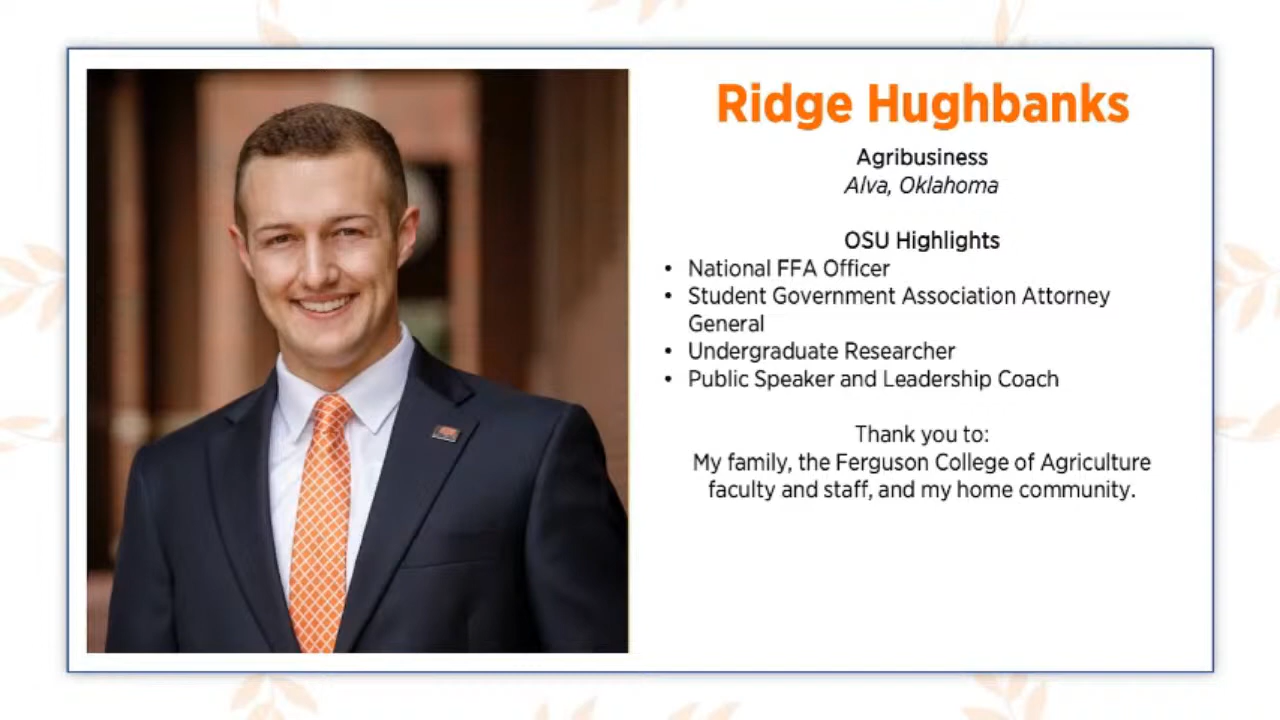 Ridge Hughbanks
Agribusiness
Alva, Oklahoma
OSU Highlights
• National FFA Officer
• Student Government Association Attorney
General
• Undergraduate Researcher
• Public Speaker and Leadership Coach
Thank you to:
My family, the Ferguson College of Agriculture
faculty and staff, and my home community.